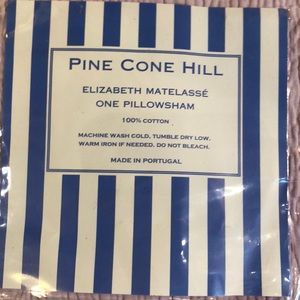 PINE CONE HILL
ELIZABETH MATELASSÉ
ONE PILLOWSHAM
100% COTTON
MACHINE WASH COLD, TUMBLE DRY LOW.
WARM IRON IF NEEDED. DO NOT BLEACH.
MADE IN PORTUGAL